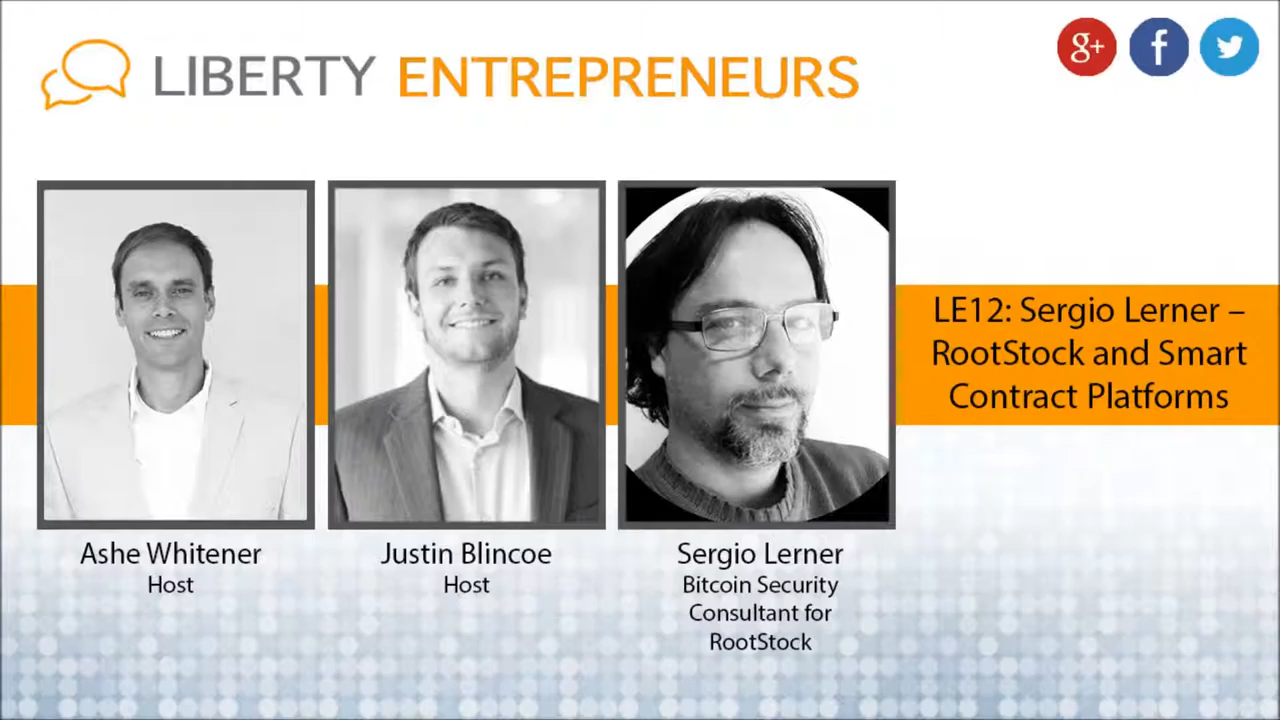 LIBERTY ENTREPRENEURS
g+ f
LE12: Sergio Lerner –
RootStock and Smart
Contract Platforms
Ashe Whitener
Host
Justin Blincoe
Host
Sergio Lerner
Bitcoin Security
Consultant for
RootStock